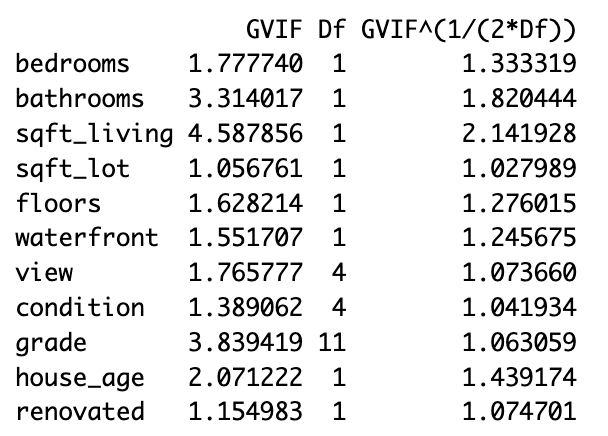 GVIF Df GVIF^(1/(2*Df))
bedrooms 1.777740 1 1.333319
bathrooms 3.314017 1 1.820444
sqft_living 4.587856 1 2.141928
sqft_lot 1.056761 1 1.027989
floors 1.628214 1 1.276015
waterfront 1.551707 1 1.245675
view 1.765777 4 1.073660
condition 1.389062 4 1.041934
grade 3.839419 11 1.063059
house_age 2.071222 1 1.439174
renovated 1.154983 1 1.074701